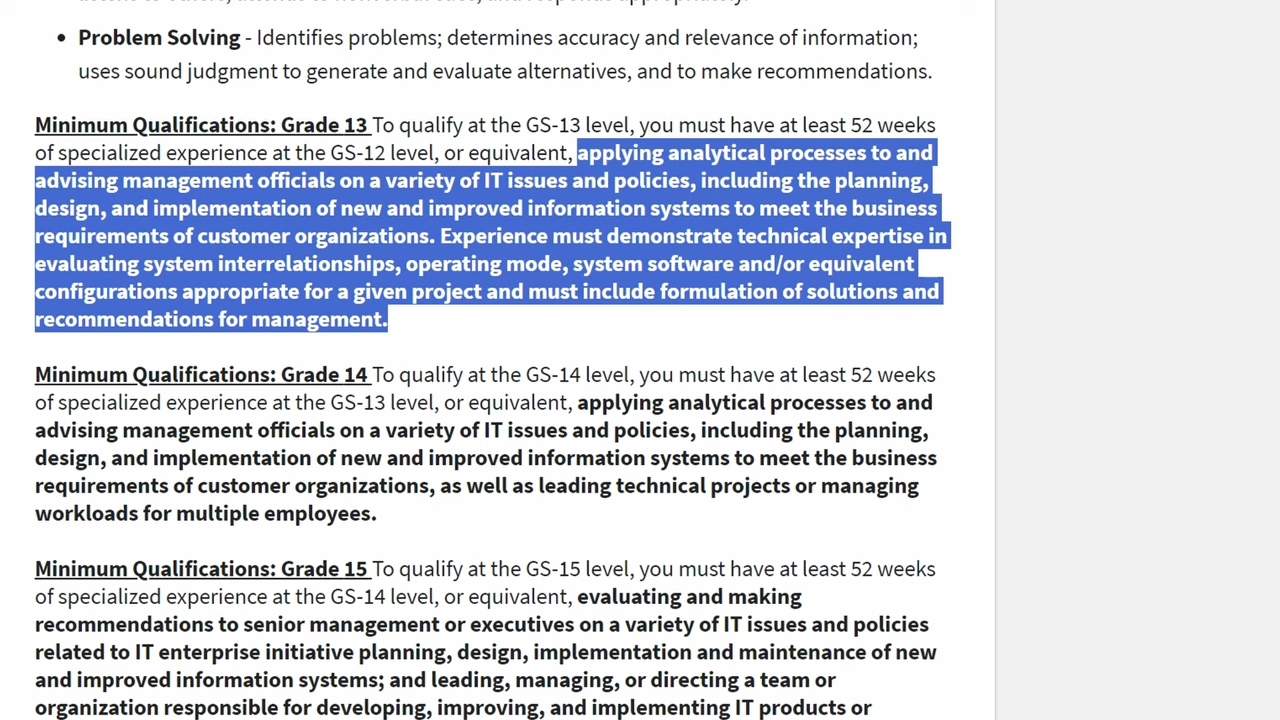 listens to others, attends to nonverbal cues, and responds appropriately.
• Problem Solving - Identifies problems; determines accuracy and relevance of information;
uses sound judgment to generate and evaluate alternatives, and to make recommendations.
Minimum Qualifications: Grade 13 To qualify at the GS-13 level, you must have at least 52 weeks
of specialized experience at the GS-12 level, or equivalent, applying analytical processes to and
advising management officials on a variety of IT issues and policies, including the planning,
design, and implementation of new and improved information systems to meet the business
requirements of customer organizations. Experience must demonstrate technical expertise in
evaluating system interrelationships, operating mode, system software and/or equivalent
configurations appropriate for a given project and must include formulation of solutions and
recommendations for management.
Minimum Qualifications: Grade 14 To qualify at the GS-14 level, you must have at least 52 weeks
of specialized experience at the GS-13 level, or equivalent, applying analytical processes to and
advising management officials on a variety of IT issues and policies, including the planning,
design, and implementation of new and improved information systems to meet the business
requirements of customer organizations, as well as leading technical projects or managing
workloads for multiple employees.
Minimum Qualifications: Grade 15 To qualify at the GS-15 level, you must have at least 52 weeks
of specialized experience at the GS-14 level, or equivalent, evaluating and making
recommendations to senior management or executives on a variety of IT issues and policies
related to IT enterprise initiative planning, design, implementation and maintenance of new
and improved information systems; and leading, managing, or directing a team or
organization responsible for developing, improving, and implementing IT products or